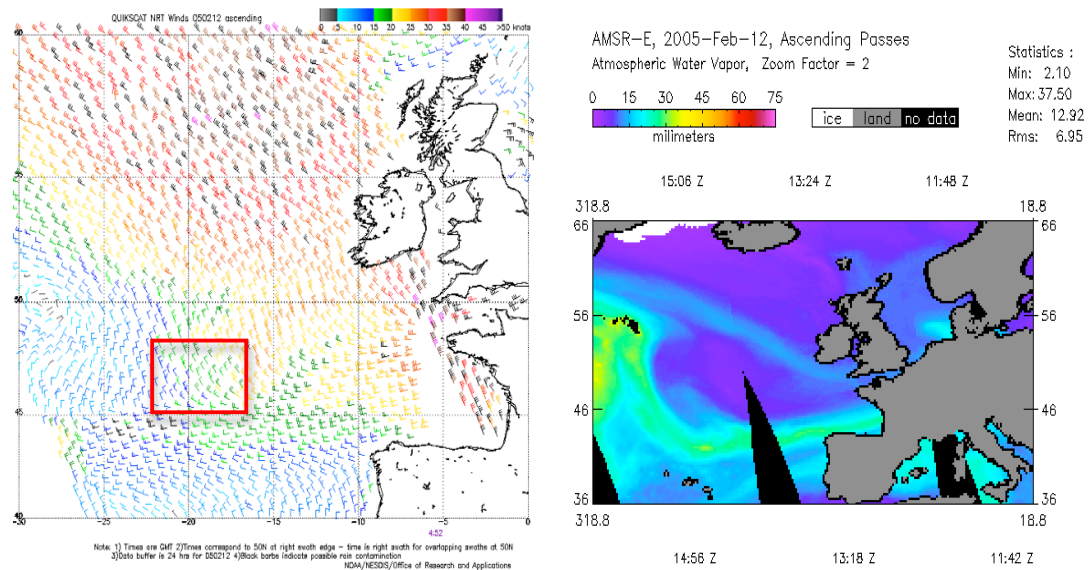 QUIKSCAT NRT Winds 050212 ascending
0 5 10 15 20 25 30 35 40 45 >50 knots
60
55
50
45
40
-30 -25 -20 -15 -10 -5 0
4:52
Note: 1) Times are GMT 2)Times correspond to 50N at right swath edge - time is right swath for overlapping swaths at 50N
3)Data buffer is 24 hrs for 050212 4)Black barbs indicate possible rain contamination
NOAA/NESDIS/Office of Research and Applications
AMSR-E, 2005-Feb-12, Ascending Passes
Atmospheric Water Vapor, Zoom Factor = 2
Statistics :
Min: 2.10
Max: 37.50
Mean: 12.92
Rms: 6.95
0 15 30 45 60 75
millimeters
ice land no data
15:06 Z 13:24 Z 11:48 Z
318.8 18.8
66 66
56 56
46 46
36 36
318.8 18.8
14:56 Z 13:18 Z 11:42 Z